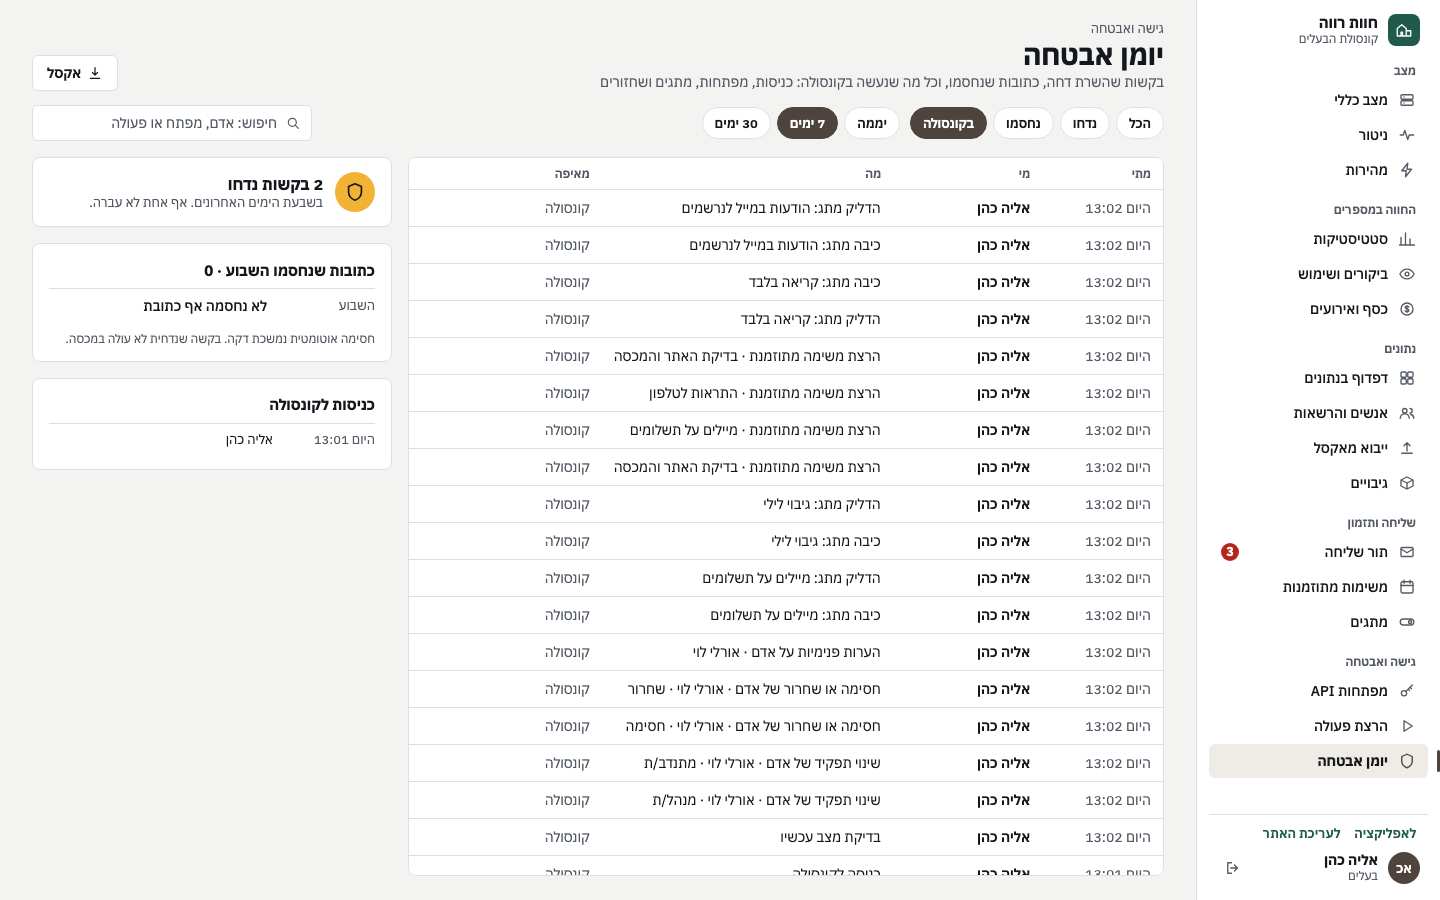 חוות רווה
קונסולת הבעלים
מצב
מצב כללי
ניטור
מהירות
החווה במספרים
סטטיסטיקות
ביקורים ושימוש
כסף ואירועים
נתונים
דפדוף בנתונים
אנשים והרשאות
ייבוא מאקסל
גיבויים
שליחה ותזמון
תור שליחה 3
משימות מתוזמנות
מתגים
גישה ואבטחה
מפתחות API
הרצת פעולה
יומן אבטחה
לאפליקציה לעריכת האתר
אכ
אליה כהן
בעלים
גישה ואבטחה
יומן אבטחה
בקשות שהשרת דחה, כתובות שנחסמו, וכל מה שנעשה בקונסולה: כניסות, מפתחות, מתגים ושחזורים
אקסל
הכל נדחו נחסמו בקונסולה יממה 7 ימים 30 ימים
חיפוש: אדם, מפתח או פעולה
מתי מי מה מאיפה
היום 13:02 אליה כהן הדליק מתג: הודעות במייל לנרשמים קונסולה
היום 13:02 אליה כהן כיבה מתג: הודעות במייל לנרשמים קונסולה
היום 13:02 אליה כהן כיבה מתג: קריאה בלבד קונסולה
היום 13:02 אליה כהן הדליק מתג: קריאה בלבד קונסולה
היום 13:02 אליה כהן הרצת משימה מתוזמנת · בדיקת האתר והמכסה קונסולה
היום 13:02 אליה כהן הרצת משימה מתוזמנת · התראות לטלפון קונסולה
היום 13:02 אליה כהן הרצת משימה מתוזמנת · מיילים על תשלומים קונסולה
היום 13:02 אליה כהן הרצת משימה מתוזמנת · בדיקת האתר והמכסה קונסולה
היום 13:02 אליה כהן הדליק מתג: גיבוי לילי קונסולה
היום 13:02 אליה כהן כיבה מתג: גיבוי לילי קונסולה
היום 13:02 אליה כהן הדליק מתג: מיילים על תשלומים קונסולה
היום 13:02 אליה כהן כיבה מתג: מיילים על תשלומים קונסולה
היום 13:02 אליה כהן הערות פנימיות על אדם · אורלי לוי קונסולה
היום 13:02 אליה כהן חסימה או שחרור של אדם · אורלי לוי · שחרור קונסולה
היום 13:02 אליה כהן חסימה או שחרור של אדם · אורלי לוי · חסימה קונסולה
היום 13:02 אליה כהן שינוי תפקיד של אדם · אורלי לוי · מתנדב/ת קונסולה
היום 13:02 אליה כהן שינוי תפקיד של אדם · אורלי לוי · מנהל/ת קונסולה
היום 13:02 אליה כהן בדיקת מצב עכשיו קונסולה
היום 13:01 אליה כהן כניסה לקונסולה קונסולה
2 בקשות נדחו
בשבעת הימים האחרונים. אף אחת לא עברה.
כתובות שנחסמו השבוע · 0
השבוע לא נחסמה אף כתובת
חסימה אוטומטית נמשכת דקה. בקשה שנדחית לא עולה במכסה.
כניסות לקונסולה
היום 13:01 אליה כהן